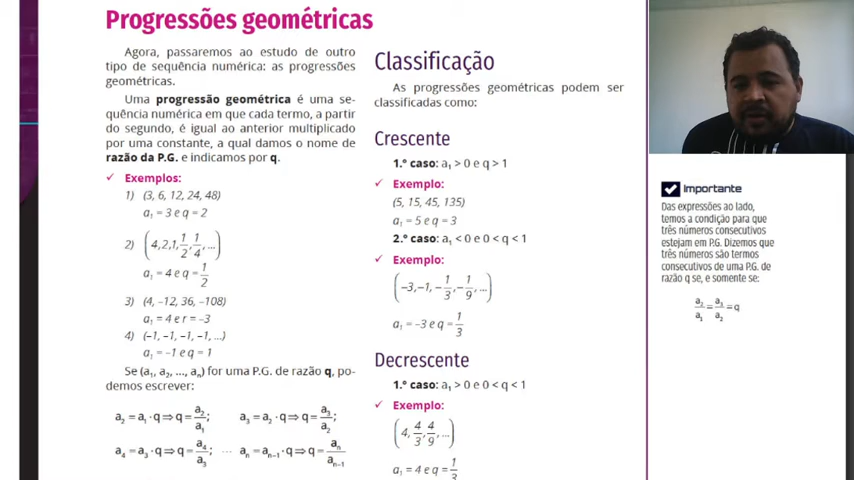 Progressões geométricas
Agora, passaremos ao estudo de outro
tipo de sequência numérica: as progressões
geométricas.
Uma progressão geométrica é uma se-
quência numérica em que cada termo, a partir
do segundo, é igual ao anterior multiplicado
por uma constante, a qual damos o nome de
razão da P.G. e indicamos por q.
✓ Exemplos:
1) (3, 6, 12, 24, 48)
a₁ = 3 e q = 2
2) (4,2,1,1/2,1/4,...)
a₁ = 4 e q = 1/2
3) (4, –12, 36, –108)
a₁ = 4 e r = –3
4) (–1, –1, –1, –1, ...)
a₁ = –1 e q = 1
Se (a₁, a₂, ..., aₙ) for uma P.G. de razão q, po-
demos escrever:
a₂ = a₁ · q ⇒ q = a₂/a₁; a₃ = a₂ · q ⇒ q = a₃/a₂;
a₄ = a₃ · q ⇒ q = a₄/a₃; ... aₙ = aₙ₋₁ · q ⇒ q = aₙ/aₙ₋₁
Classificação
As progressões geométricas podem ser
classificadas como:
Crescente
1.º caso: a₁ > 0 e q > 1
✓ Exemplo:
(5, 15, 45, 135)
a₁ = 5 e q = 3
2.º caso: a₁ < 0 e 0 < q < 1
✓ Exemplo:
(–3,–1,–1/3,–1/9,...)
a₁ = –3 e q = 1/3
Decrescente
1.º caso: a₁ > 0 e 0 < q < 1
✓ Exemplo:
(4,4/3,4/9,...)
a₁ = 4 e q = 1/3
Importante
Das expressões ao lado,
temos a condição para que
três números consecutivos
estejam em P.G. Dizemos que
três números são termos
consecutivos de uma P.G. de
razão q se, e somente se:
a₂/a₁ = a₃/a₂ = q